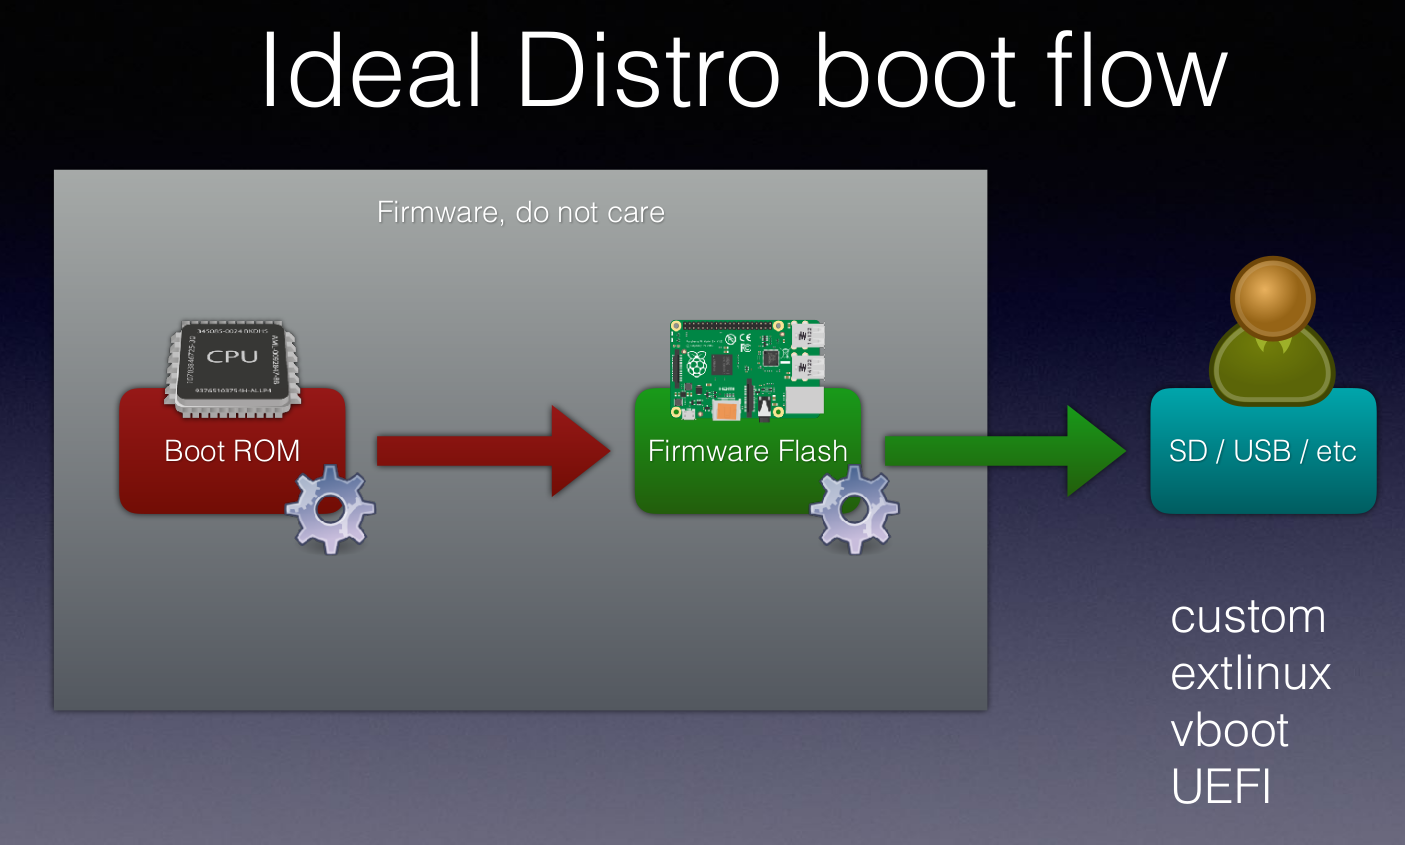 Ideal Distro boot flow
Firmware, do not care
CPU
Boot ROM
Firmware Flash
SD / USB / etc
custom
extlinux
vboot
UEFI